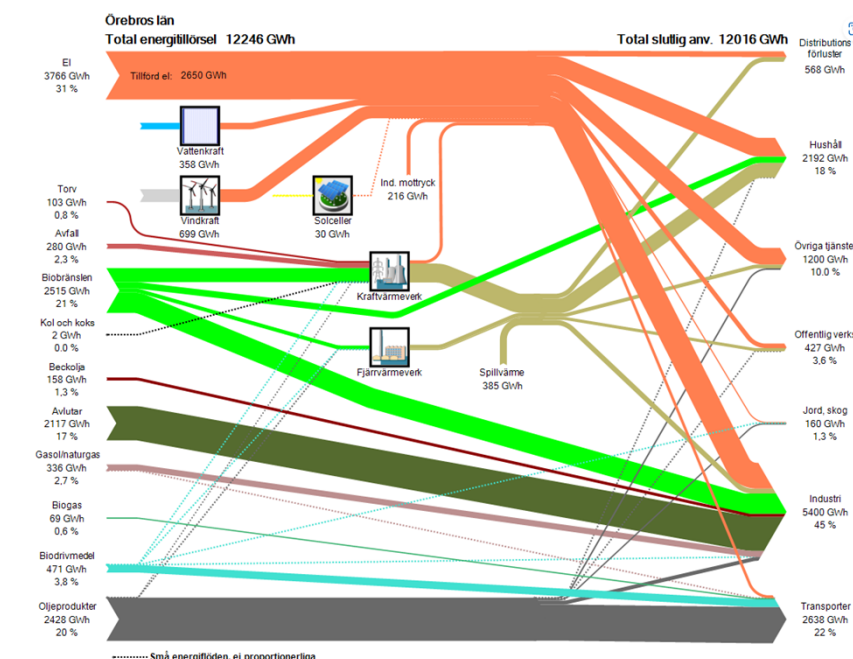 Örebros län
Total energitillörsel 12246 GWh
Total slutlig anv. 12016 GWh
El
3766 GWh
31 %
Tillförd el: 2650 GWh
Vattenkraft
358 GWh
Vindkraft
699 GWh
Solceller
30 GWh
Ind. mottryck
216 GWh
Torv
103 GWh
0,8 %
Avfall
280 GWh
2,3 %
Biobränslen
2515 GWh
21 %
Kol och koks
2 GWh
0.0 %
Beckolja
158 GWh
1,3 %
Avlutar
2117 GWh
17 %
Gasol/naturgas
336 GWh
2,7 %
Biogas
69 GWh
0,6 %
Biodrivmedel
471 GWh
3,8 %
Oljeprodukter
2428 GWh
20 %
Kraftvärmeverk
Fjärrvärmeverk
Spillvärme
385 GWh
Distributions
förluster
568 GWh
Hushåll
2192 GWh
18 %
Övriga tjänste
1200 GWh
10.0 %
Offentlig verks
427 GWh
3,6 %
Jord, skog
160 GWh
1,3 %
Industri
5400 GWh
45 %
Transporter
2638 GWh
22 %
Små energiflöden, ej proportionerliga